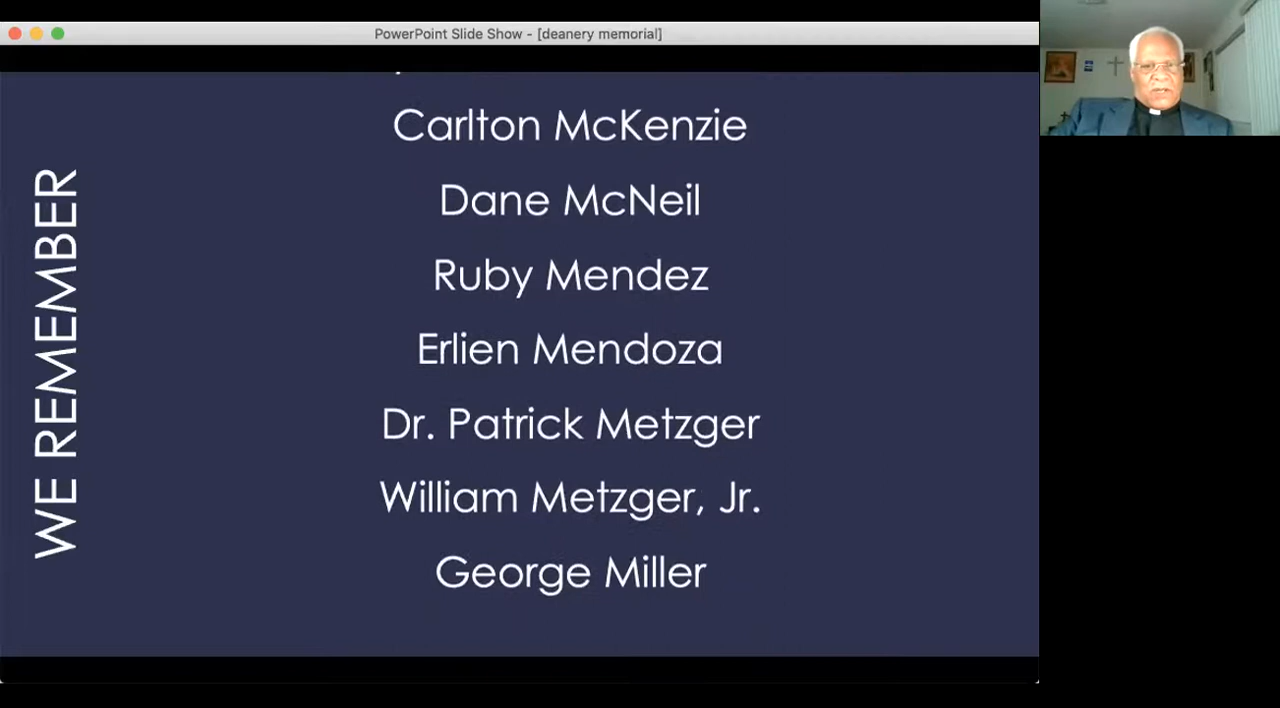 PowerPoint Slide Show - [deanery memorial]
WE REMEMBER
Carlton McKenzie
Dane McNeil
Ruby Mendez
Erlien Mendoza
Dr. Patrick Metzger
William Metzger, Jr.
George Miller